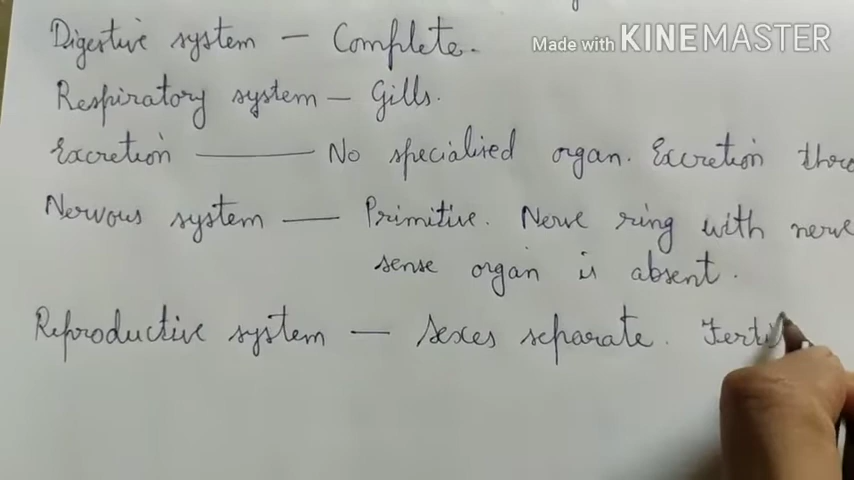 Digestive system — Complete.
Made with KINEMASTER
Respiratory system — Gills.
Excretion — No specialised organ. Excretion
Nervous system — Primitive. Nerve ring with nerve
sense organ is absent.
Reproductive system — Sexes separate.